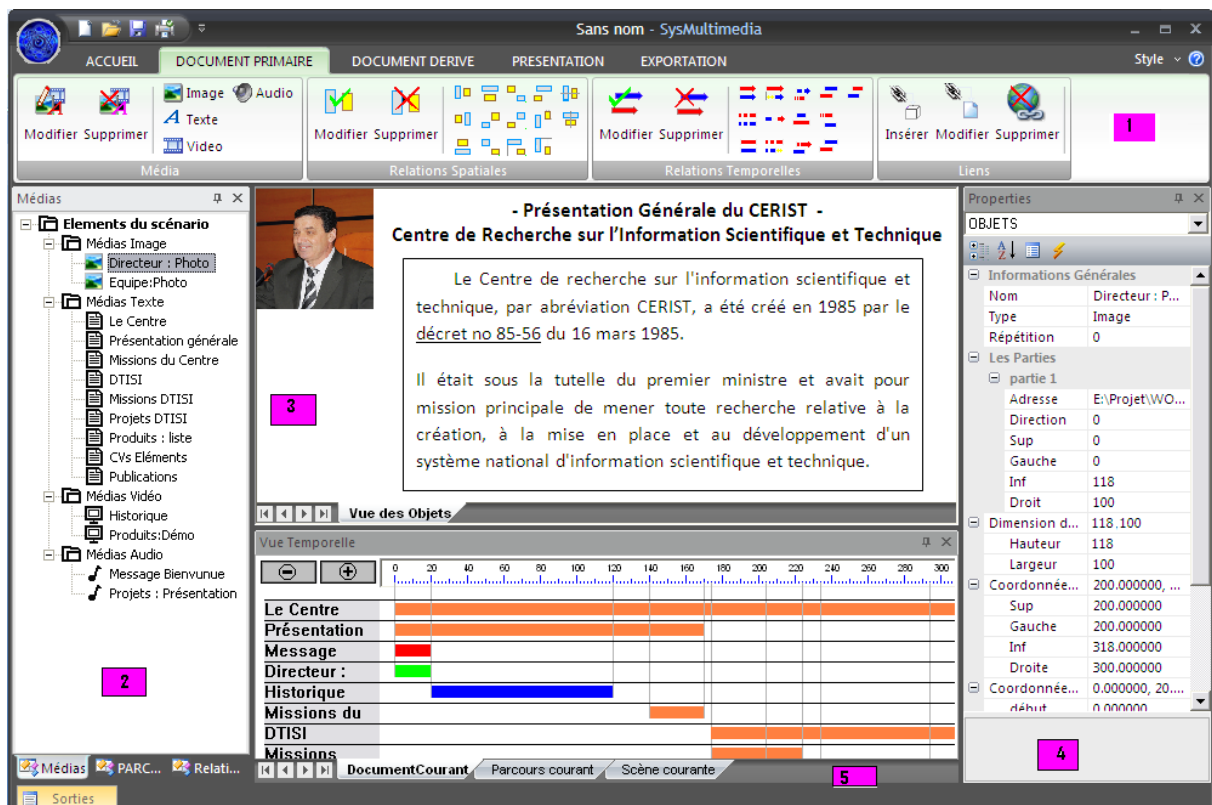 Sans nom - SysMultimedia
ACCUEIL DOCUMENT PRIMAIRE DOCUMENT DERIVE PRESENTATION EXPORTATION Style
Modifier Supprimer Image Audio Texte Video
Média
Modifier Supprimer
Relations Spatiales
Modifier Supprimer
Relations Temporelles
Insérer Modifier Supprimer
Liens
1
Médias
Elements du scénario
Médias Image
Directeur : Photo
Equipe:Photo
Médias Texte
Le Centre
Présentation générale
Missions du Centre
DTISI
Missions DTISI
Projets DTISI
Produits : liste
CVs Eléments
Publications
Médias Vidéo
Historique
Produits:Démo
Médias Audio
Message Bienvunue
Projets : Présentation
2
Médias PARC... Relati...
Sorties
- Présentation Générale du CERIST -
Centre de Recherche sur l’Information Scientifique et Technique
Le Centre de recherche sur l'information scientifique et
technique, par abréviation CERIST, a été créé en 1985 par le
décret no 85-56 du 16 mars 1985.
Il était sous la tutelle du premier ministre et avait pour
mission principale de mener toute recherche relative à la
création, à la mise en place et au développement d'un
système national d'information scientifique et technique.
3
Vue des Objets
Vue Temporelle
0 20 40 60 80 100 120 140 160 180 200 220 240 260 280 300
Le Centre
Présentation
Message
Directeur :
Historique
Missions du
DTISI
Missions
DocumentCourant Parcours courant Scène courante
5
Properties
OBJETS
Informations Générales
Nom Directeur : P...
Type Image
Répétition 0
Les Parties
partie 1
Adresse E:\Projet\WO...
Direction 0
Sup 0
Gauche 0
Inf 118
Droit 100
Dimension d... 118,100
Hauteur 118
Largeur 100
Coordonnée... 200.000000, ...
Sup 200.000000
Gauche 200.000000
Inf 318.000000
Droite 300.000000
Coordonnée... 0.000000, 20....
début 0.000000
4